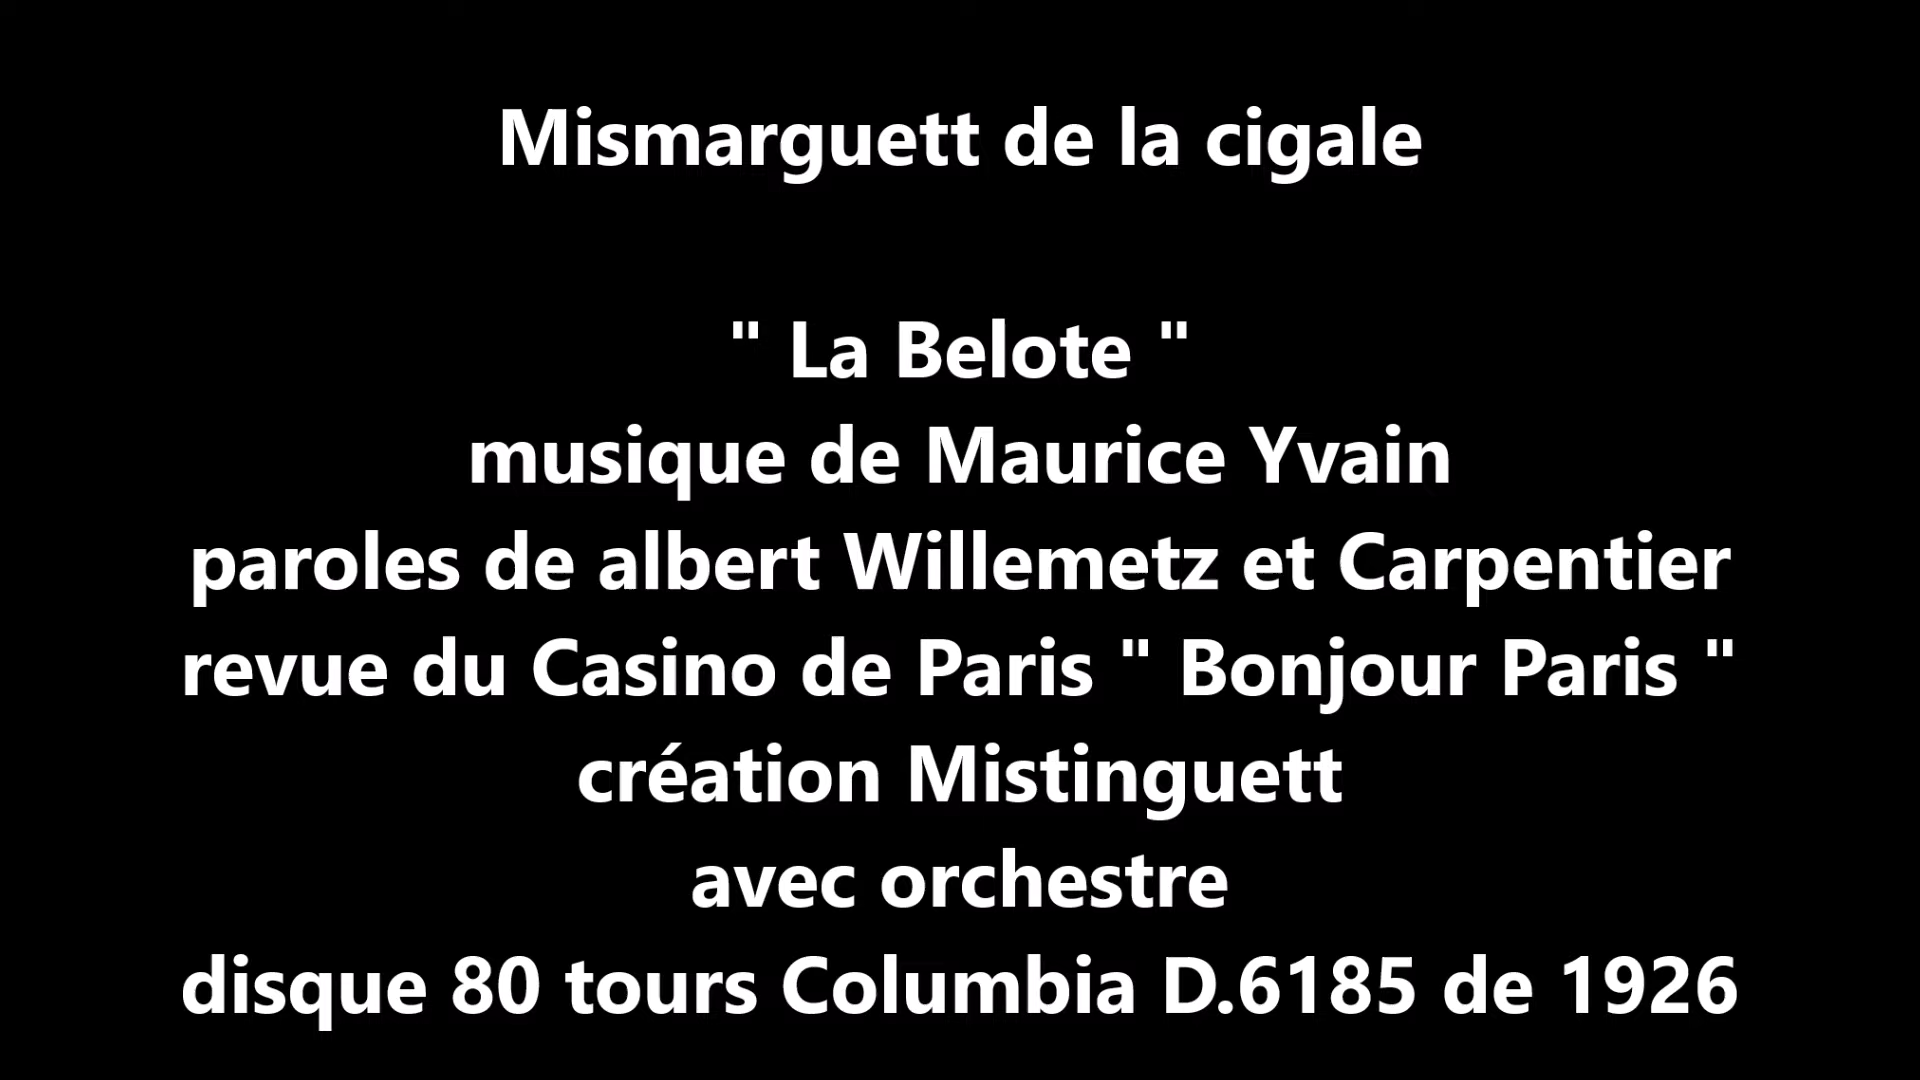 Mismarguett de la cigale
" La Belote "
musique de Maurice Yvain
paroles de albert Willemetz et Carpentier
revue du Casino de Paris " Bonjour Paris "
création Mistinguett
avec orchestre
disque 80 tours Columbia D.6185 de 1926